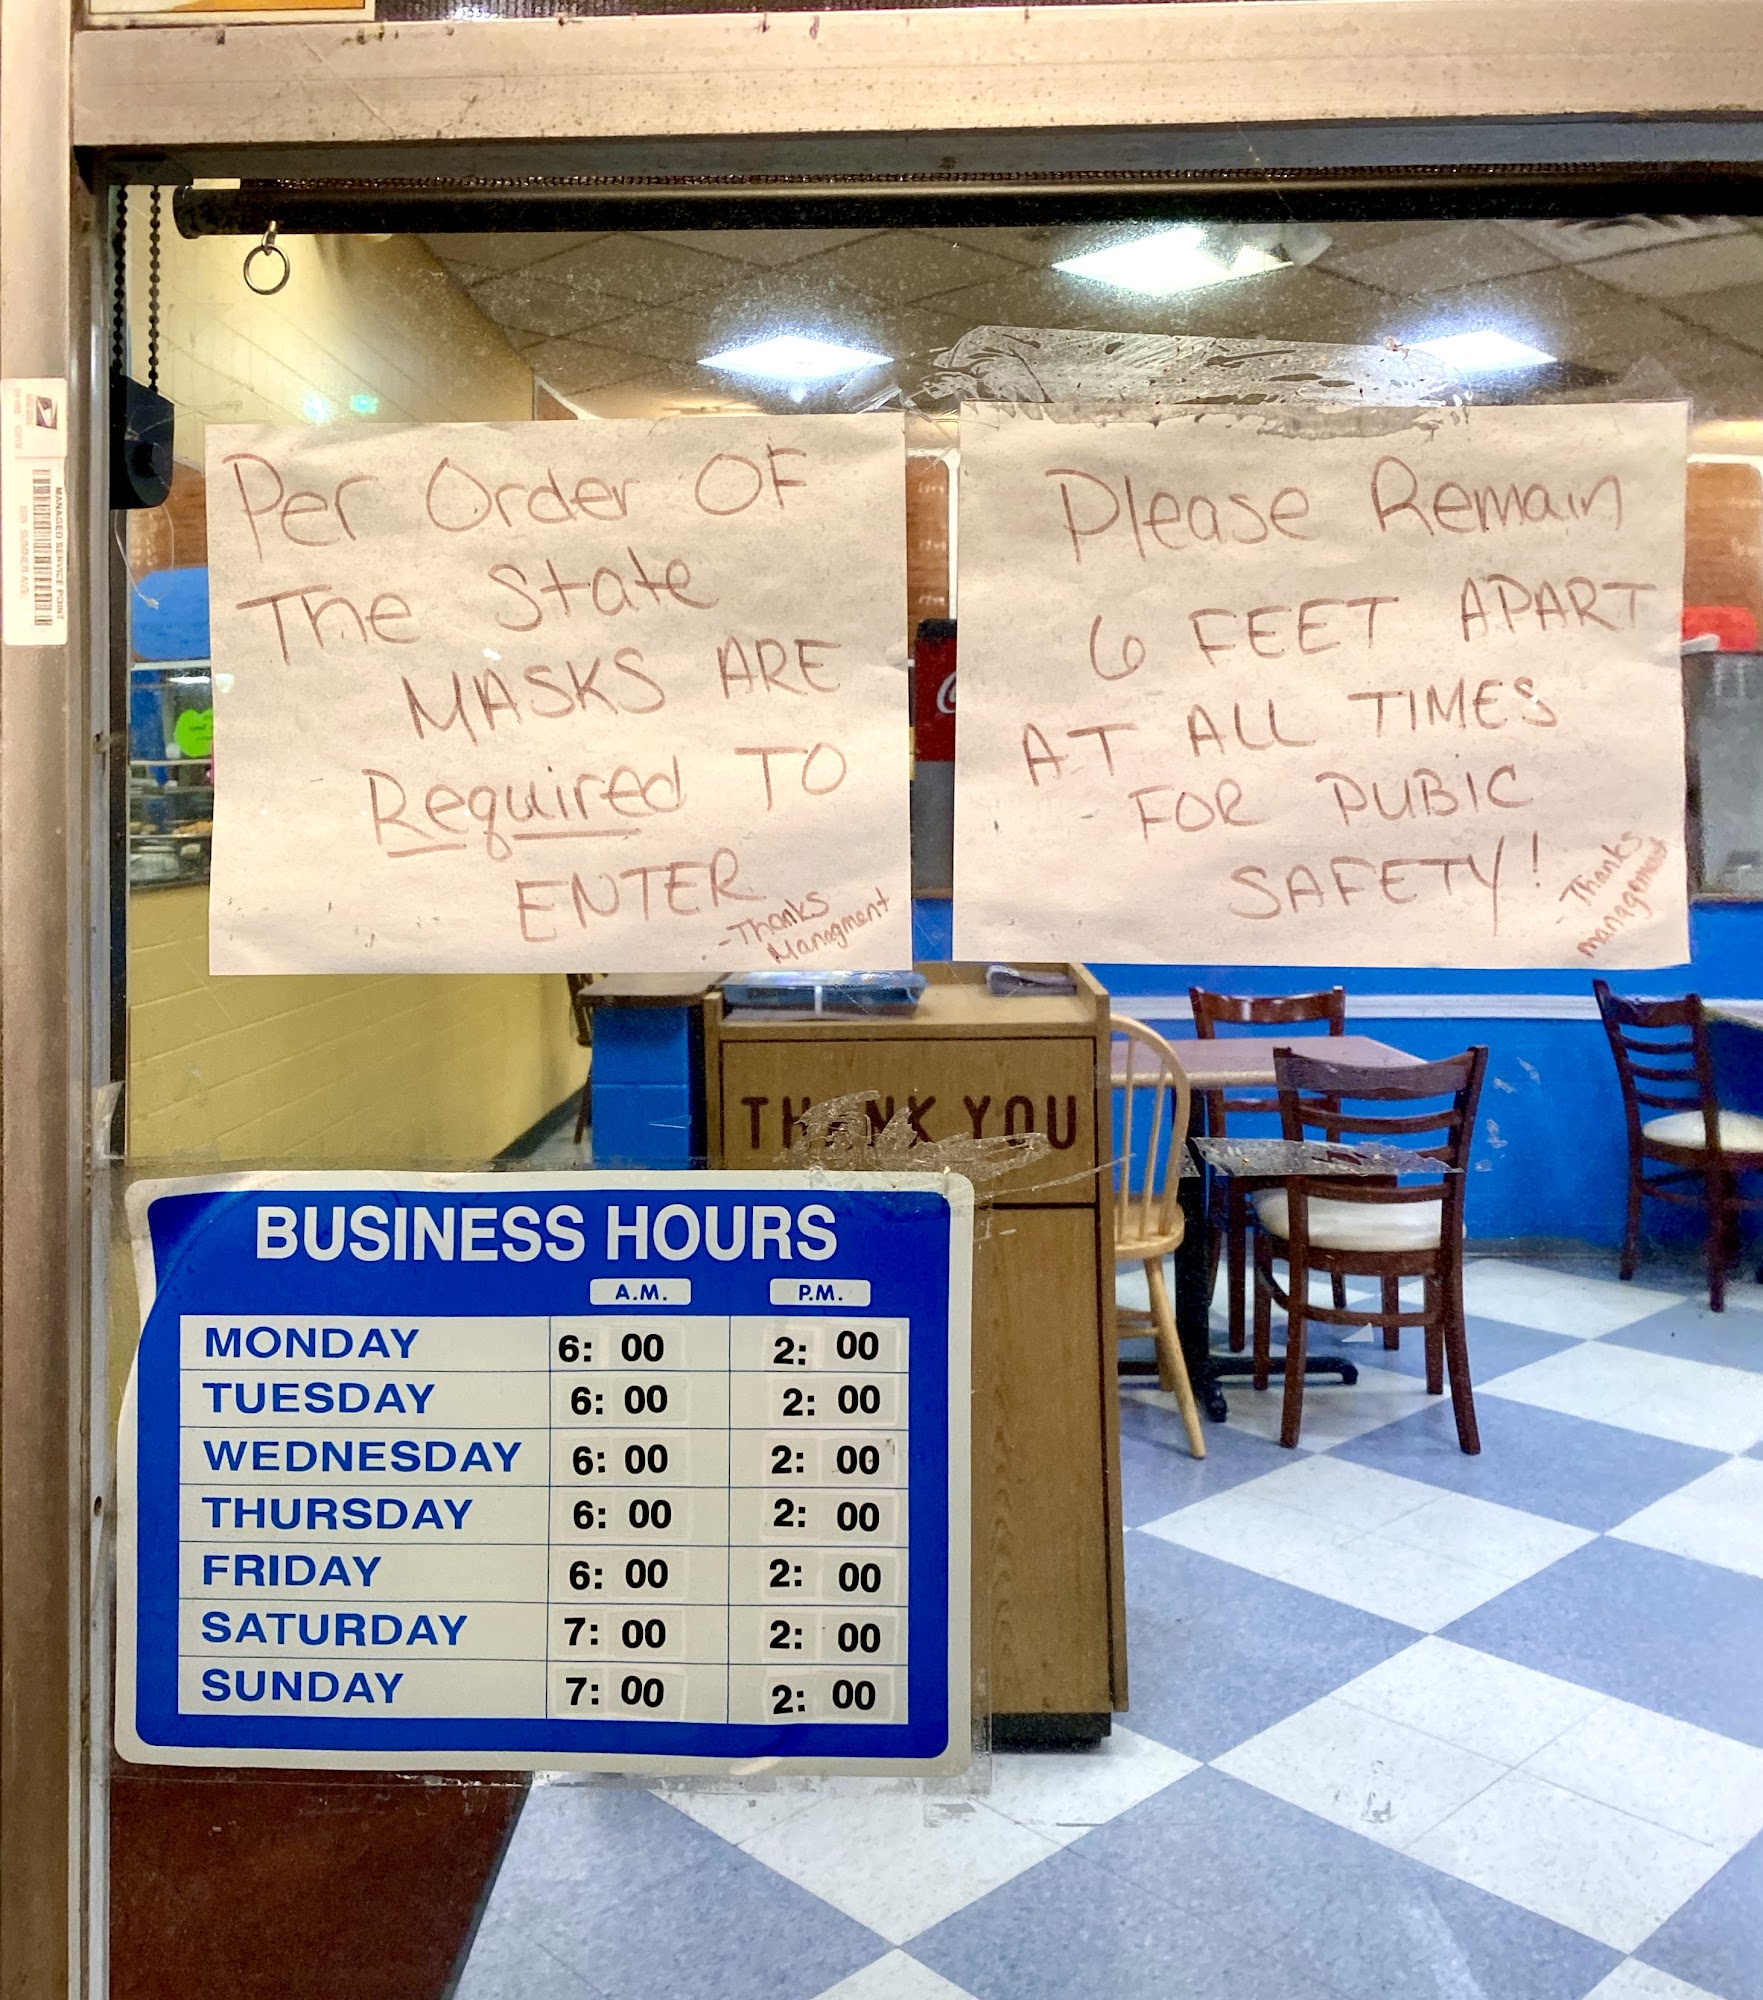 Per Order OF
The State
MASKS ARE
Required TO
ENTER
-Thanks
Managment
Please Remain
6 FEET APART
AT ALL TIMES
FOR PUBIC
SAFETY!
- Thanks
management
MANAGED SERVICE POINT
SUMNER AVE
THANK YOU
BUSINESS HOURS
A.M. P.M.
MONDAY 6: 00 2: 00
TUESDAY 6: 00 2: 00
WEDNESDAY 6: 00 2: 00
THURSDAY 6: 00 2: 00
FRIDAY 6: 00 2: 00
SATURDAY 7: 00 2: 00
SUNDAY 7: 00 2: 00